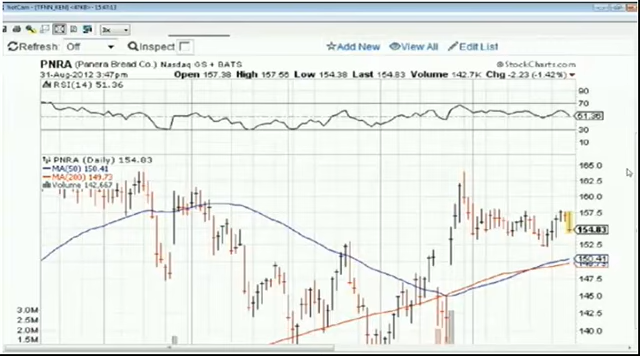 Refresh: Off Inspect Add New View All Edit List
PNRA (Panera Bread Co.) Nasdaq GS + BATS © StockCharts.com
31-Aug-2012 3:47pm Open 157.38 High 157.66 Low 154.38 Last 154.83 Volume 142.7K Chg -2.23 (-1.42%)
RSI(14) 51.36
90
70
51.36
30
10
PNRA (Daily) 154.83
MA(50) 150.41
MA(200) 149.73
Volume 142,667
165.0
162.5
160.0
157.5
154.83
152.5
150.41
147.5
145.0
142.5
140.0
3.0M
2.5M
2.0M
1.5M